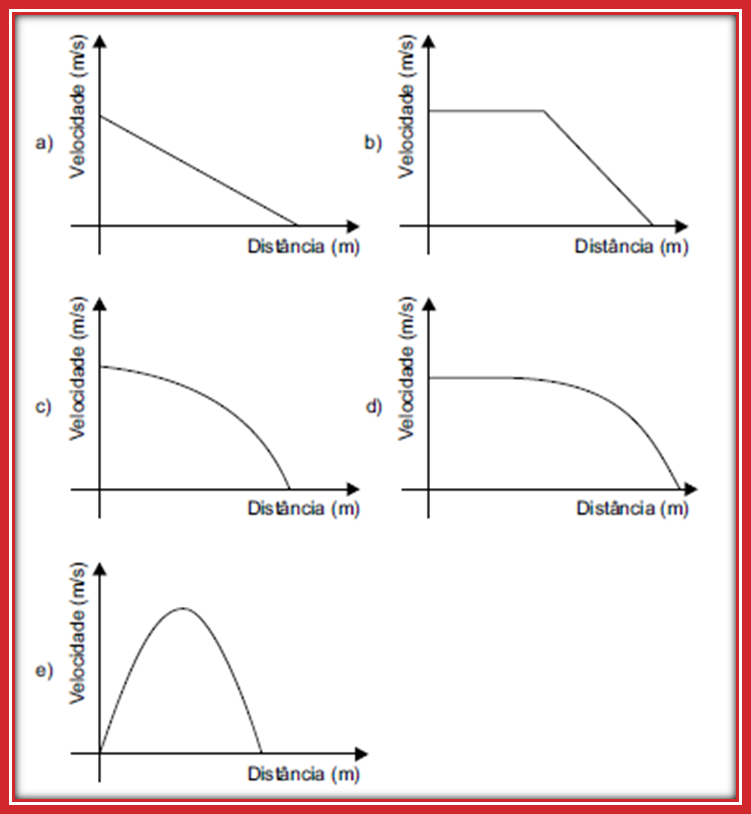 a)
Velocidade (m/s)
Distância (m)
b)
Velocidade (m/s)
Distância (m)
c)
Velocidade (m/s)
Distância (m)
d)
Velocidade (m/s)
Distância (m)
e)
Velocidade (m/s)
Distância (m)